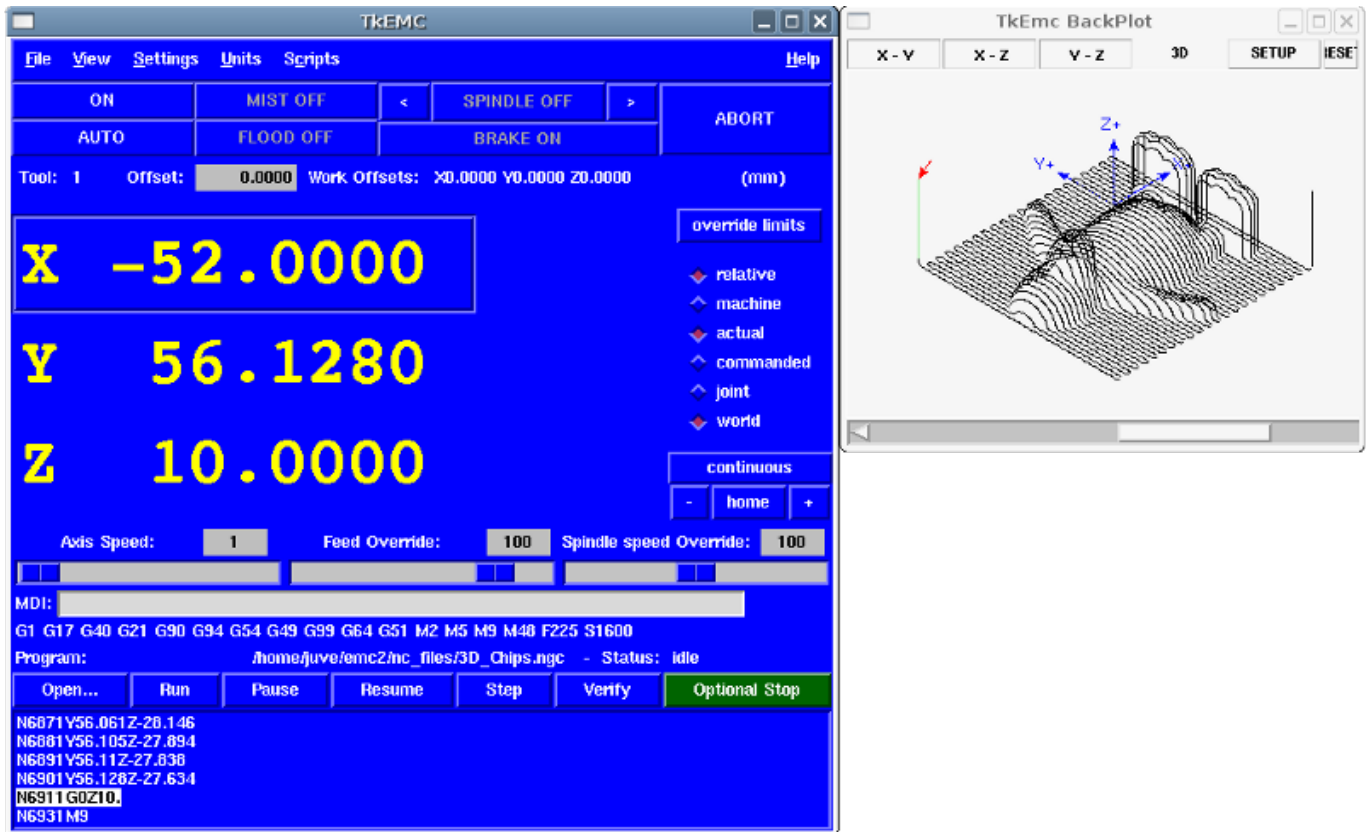 TkEMC
File View Settings Units Scripts Help
ON MIST OFF < SPINDLE OFF > ABORT
AUTO FLOOD OFF BRAKE ON
Tool: 1 Offset: 0.0000 Work Offsets: X0.0000 Y0.0000 Z0.0000 (mm)
override limits
X -52.0000
relative
machine
Y 56.1280
actual
commanded
joint
world
Z 10.0000
continuous
- home +
Axis Speed: 1 Feed Override: 100 Spindle speed Override: 100
MDI:
G1 G17 G40 G21 G90 G94 G54 G49 G99 G64 G51 M2 M5 M9 M48 F225 S1600
Program: /home/juve/emc2/nc_files/3D_Chips.ngc - Status: idle
Open... Run Pause Resume Step Verify Optional Stop
N6871Y56.061Z-28.146
N6881Y56.105Z-27.894
N6891Y56.11Z-27.838
N6901Y56.128Z-27.634
N6911G0Z10.
N6931M9
TkEmc BackPlot
X - Y X - Z Y - Z 3D SETUP
Z+
Y+
X+